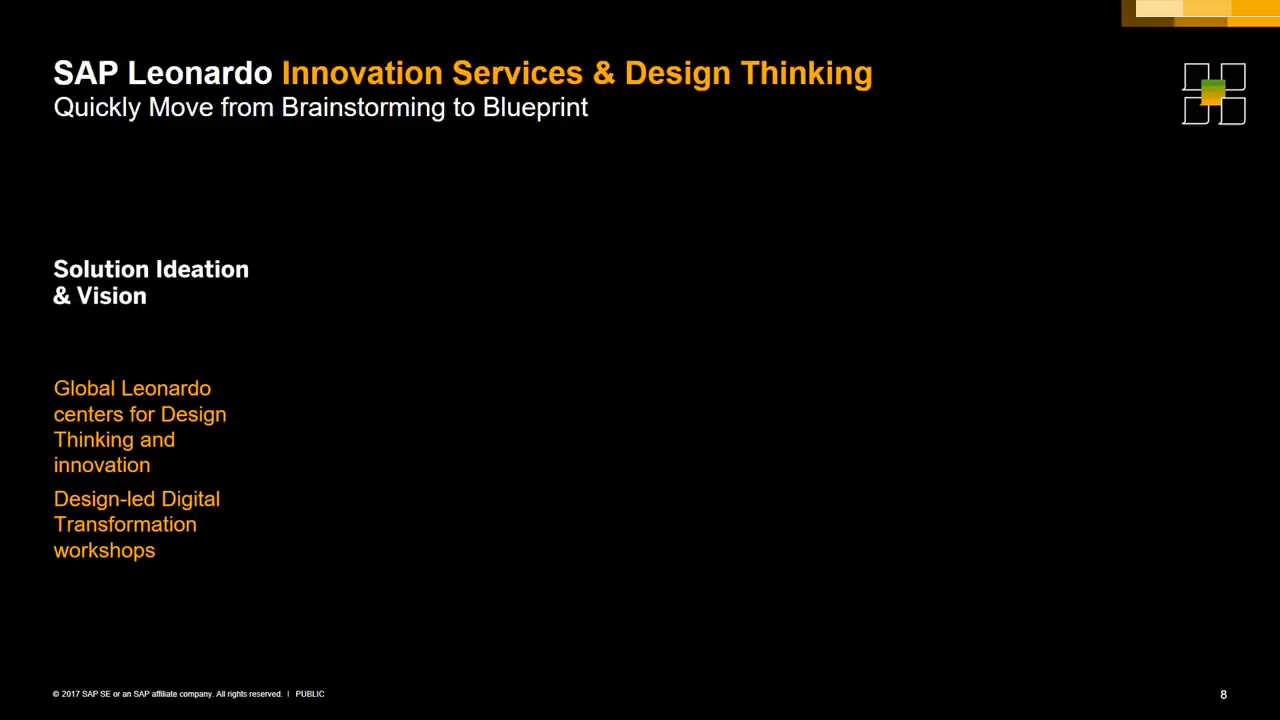 SAP Leonardo Innovation Services & Design Thinking
Quickly Move from Brainstorming to Blueprint
Solution Ideation
& Vision
Global Leonardo
centers for Design
Thinking and
innovation
Design-led Digital
Transformation
workshops
© 2017 SAP SE or an SAP affiliate company. All rights reserved. | PUBLIC
8